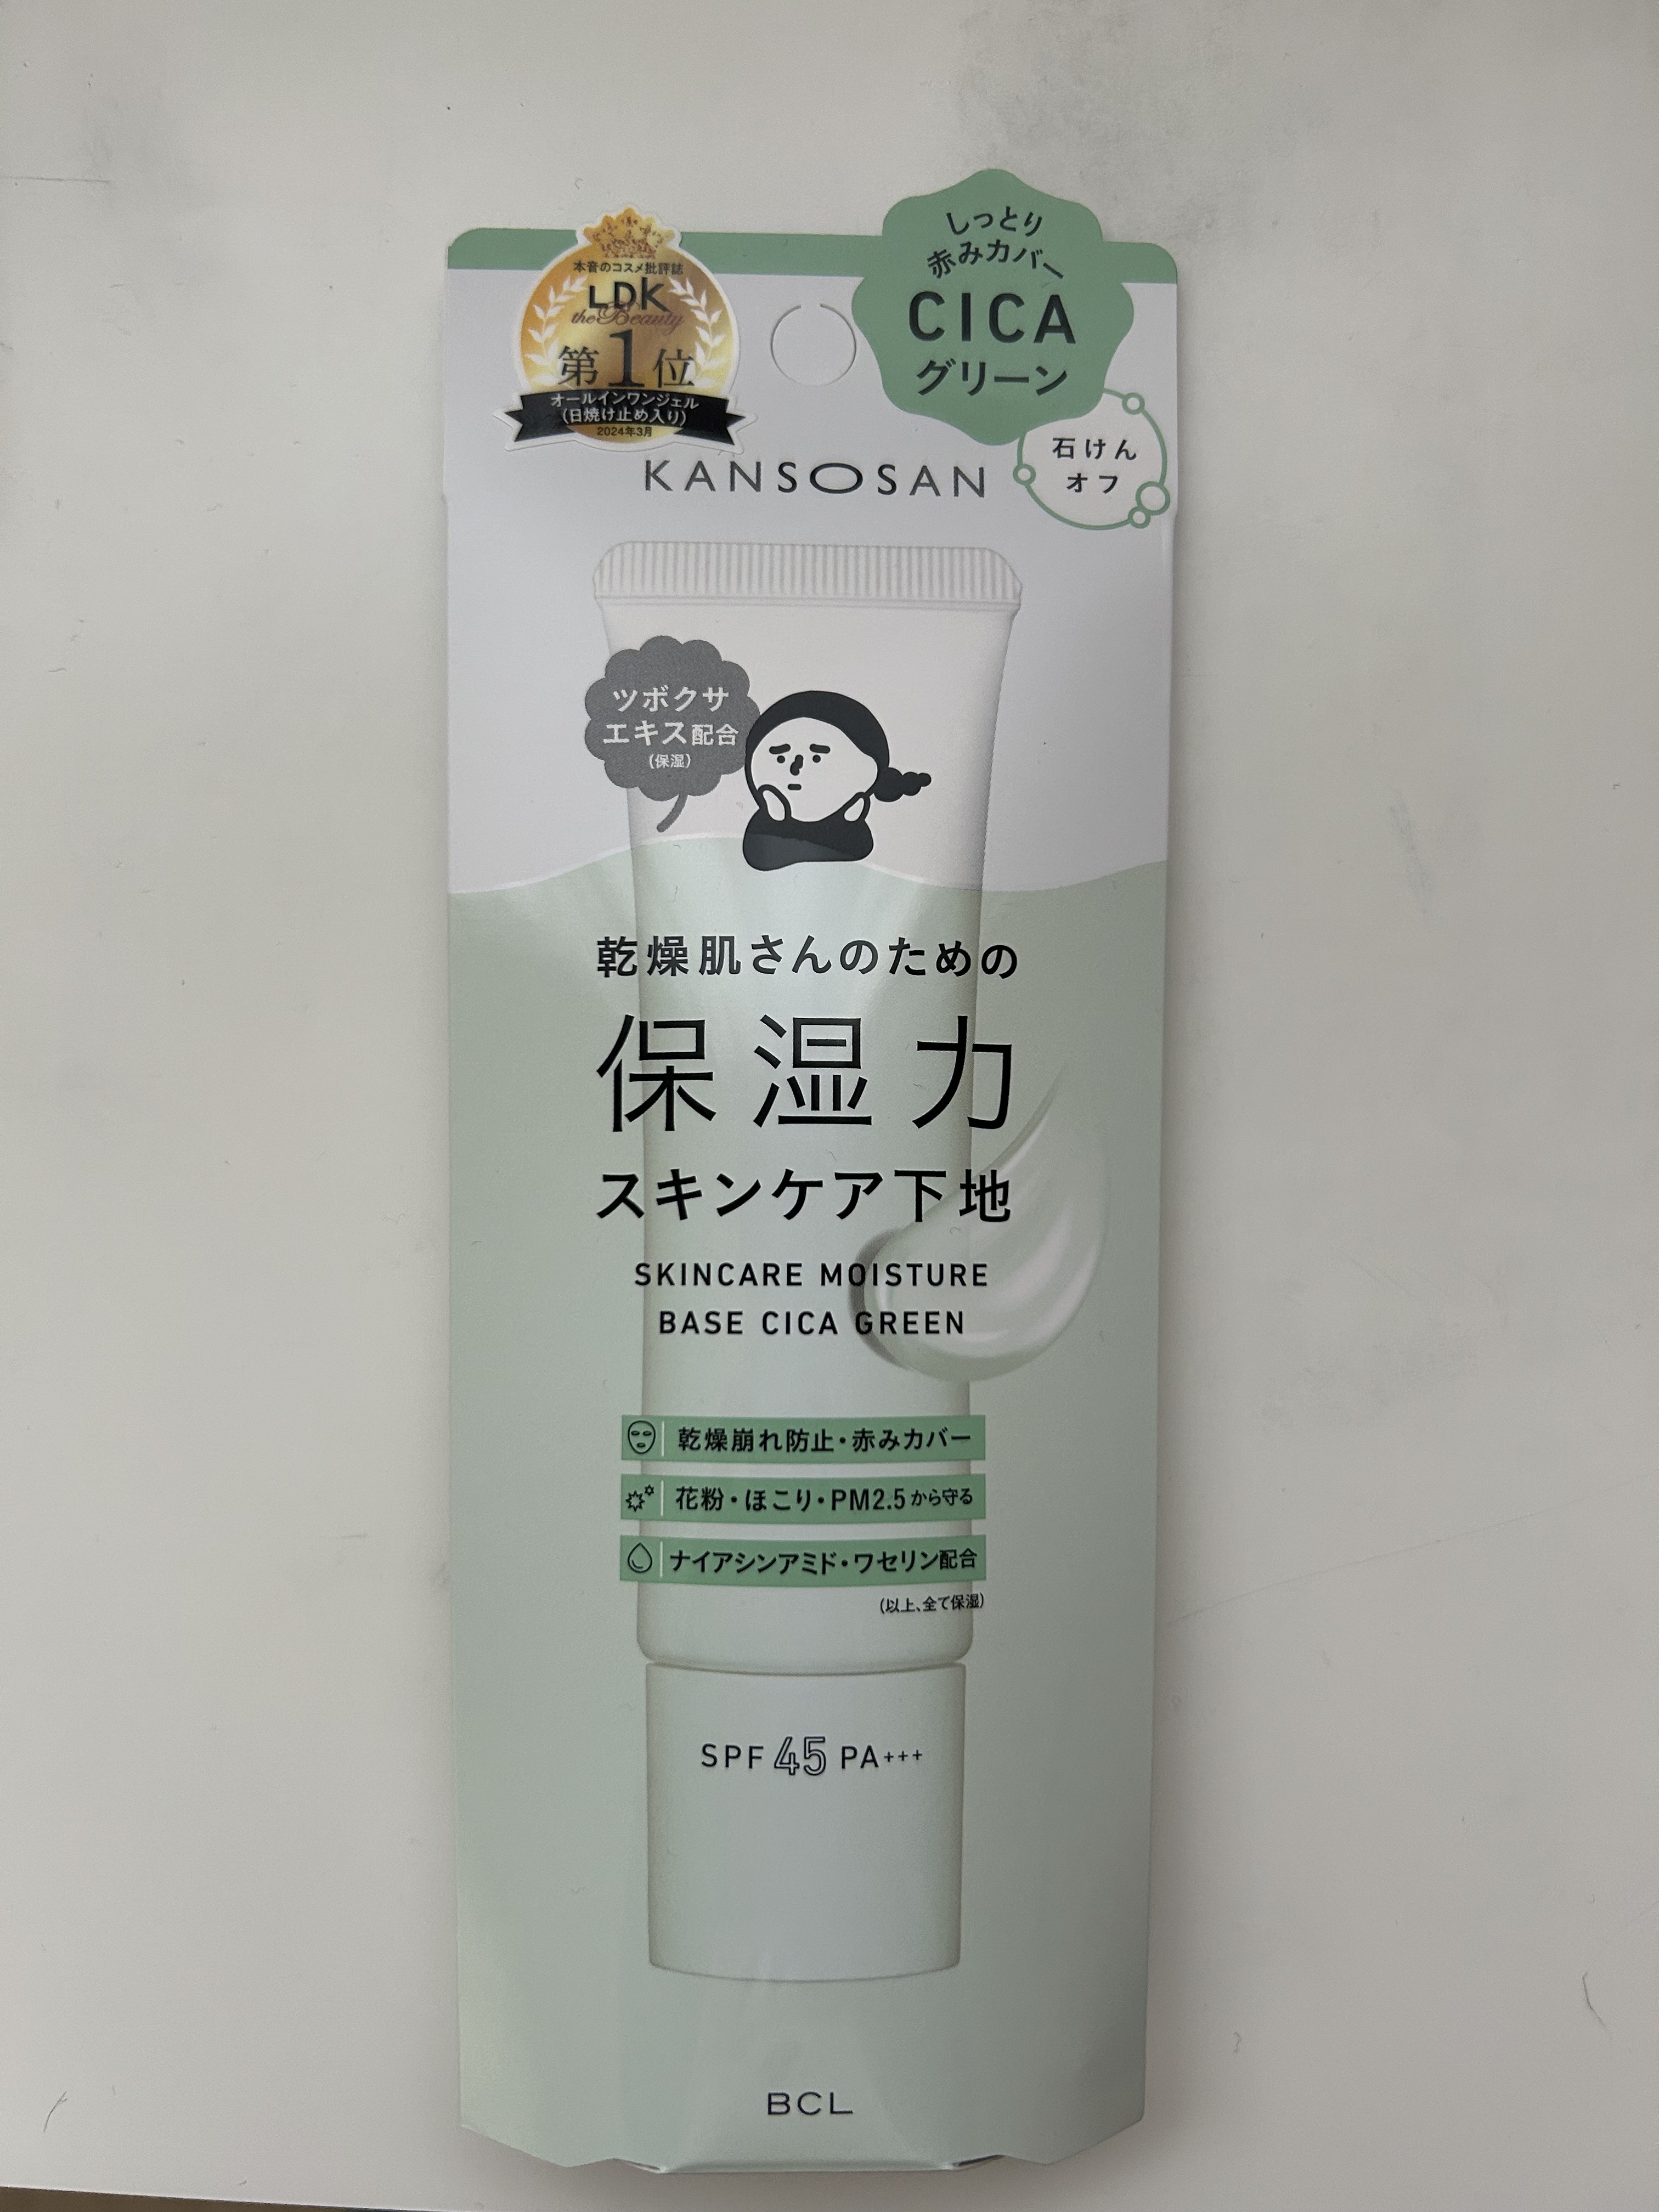 本音のコスメ批評誌
LDK
the Beauty
第1位
オールインワンジェル
(日焼け止め入り)
2024年3月
しっとり
赤みカバー
CICA
グリーン
石けん
オフ
KANSOSAN
ツボクサ
エキス配合
(保湿)
乾燥肌さんのための
保湿力
スキンケア下地
SKINCARE MOISTURE
BASE CICA GREEN
乾燥崩れ防止・赤みカバー
花粉・ほこり・PM2.5から守る
ナイアシンアミド・ワセリン配合
(以上、全て保湿)
SPF 45 PA+++
BCL